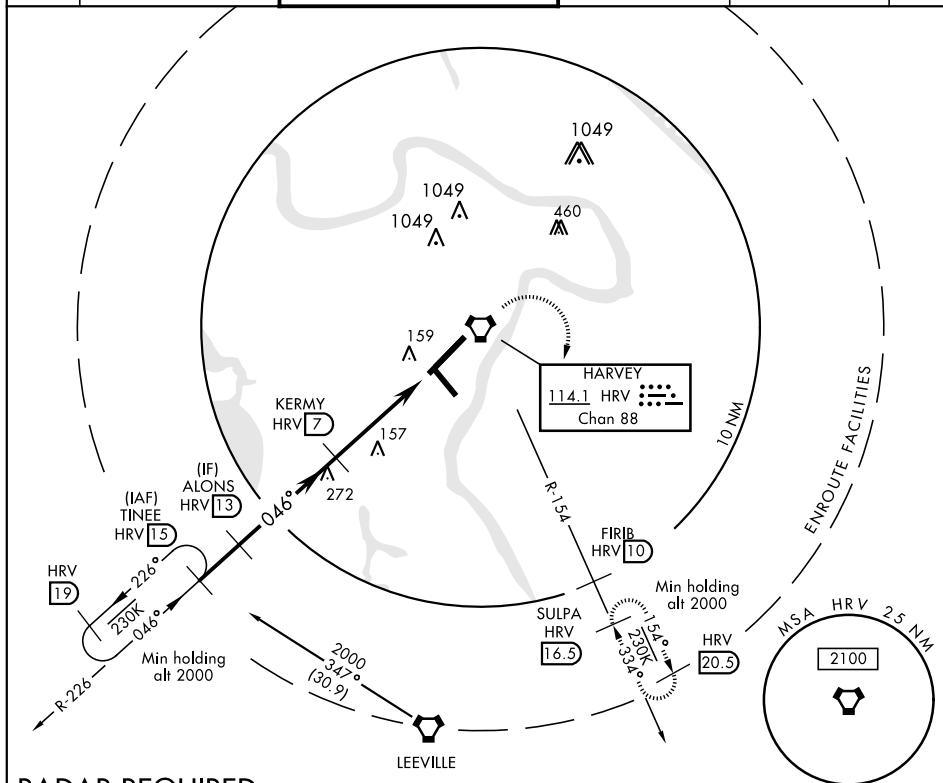 1049
1049
1049
460
159
HARVEY
114.1 HRV
Chan 88
KERMY
HRV 7
157
272
10 NM
ENROUTE FACILITIES
(IF)
ALONS
HRV 13
(IAF)
TINEE
HRV 15
046°
HRV
19
226°
230K
046°
R-226
Min holding
alt 2000
R-154
FIRIB
HRV 10
SULPA
HRV
16.5
Min holding
alt 2000
154°
230K
334°
HRV
20.5
2000
347°
(30.9)
LEEVILLE
MSA HRV 25 NM
2100
RADAR REQUIRED